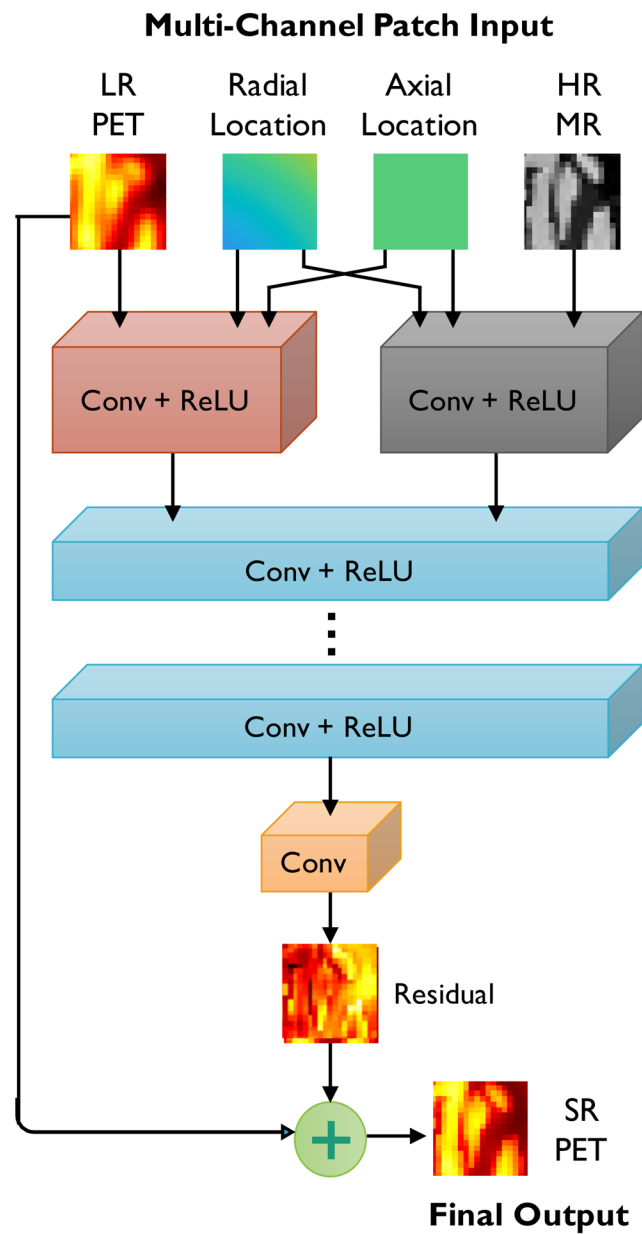 Multi-Channel Patch Input
LR
PET
Radial
Location
Axial
Location
HR
MR
Conv + ReLU
Conv + ReLU
Conv + ReLU
Conv + ReLU
Conv
Residual
+
SR
PET
Final Output